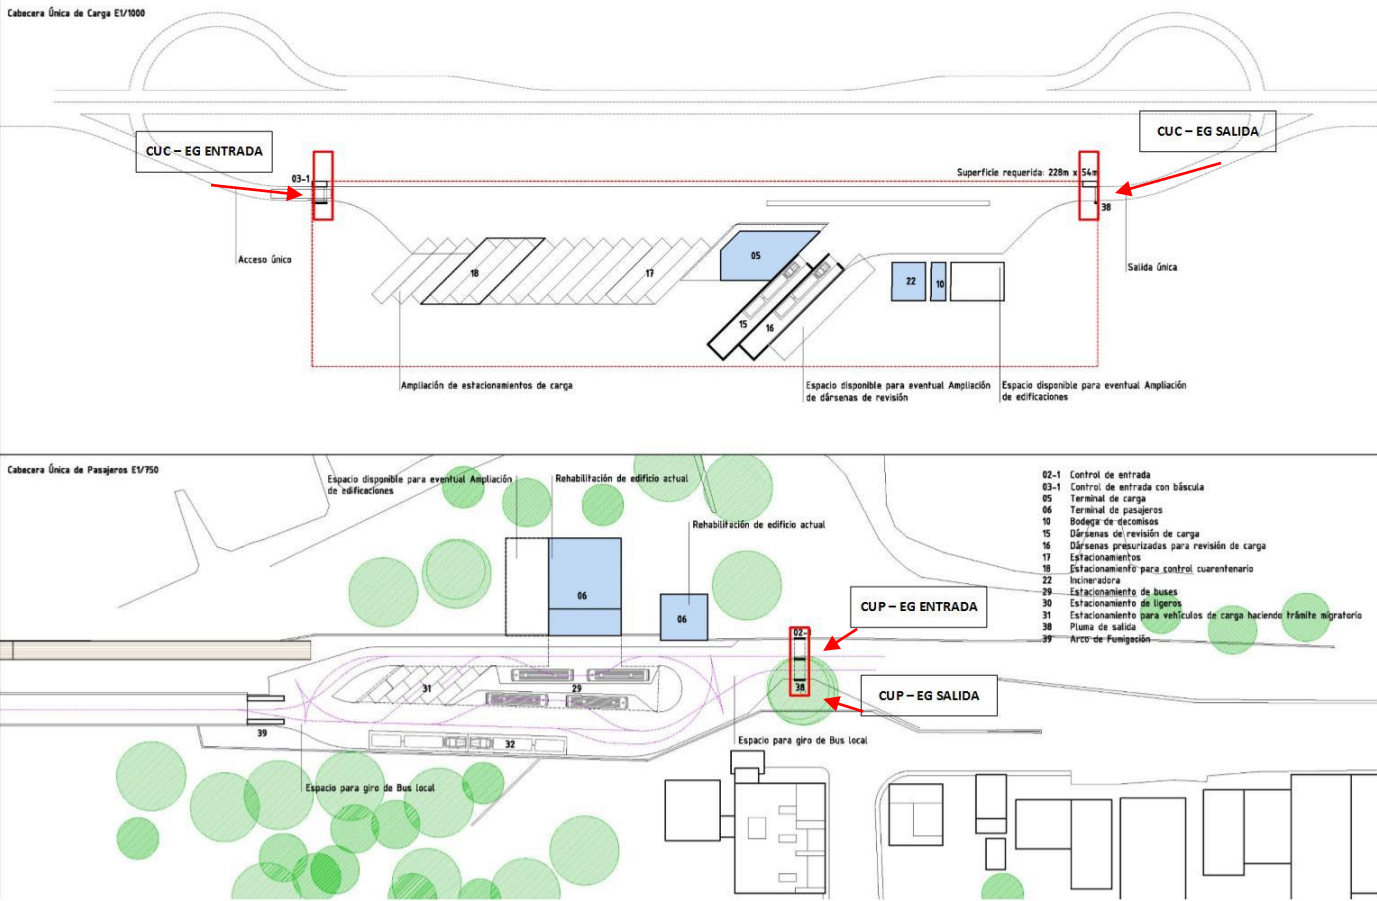 Cabecera Única de Carga E1/1000
CUC – EG ENTRADA
CUC – EG SALIDA
03-1
Superficie requerida: 228m x 54m
38
Acceso único
Salida única
05
18
17
22
10
15
16
Ampliación de estacionamientos de carga
Espacio disponible para eventual Ampliación
de dársenas de revisión
Espacio disponible para eventual Ampliación
de edificaciones
Cabecera Única de Pasajeros E1/750
Espacio disponible para eventual Ampliación
de edificaciones
Rehabilitación de edificio actual
Rehabilitación de edificio actual
02-1 Control de entrada
03-1 Control de entrada con báscula
05 Terminal de carga
06 Terminal de pasajeros
10 Bodega de decomisos
15 Dársenas de revisión de carga
16 Dársenas presurizadas para revisión de carga
17 Estacionamientos
18 Estacionamiento para control cuarentenario
22 Incineradora
29 Estacionamiento de buses
30 Estacionamiento de ligeros
31 Estacionamiento para vehículos de carga haciendo trámite migratorio
38 Pluma de salida
39 Arco de Fumigación
06
06
CUP – EG ENTRADA
02-
31
29
38
CUP – EG SALIDA
39
32
Espacio para giro de Bus local
Espacio para giro de Bus local